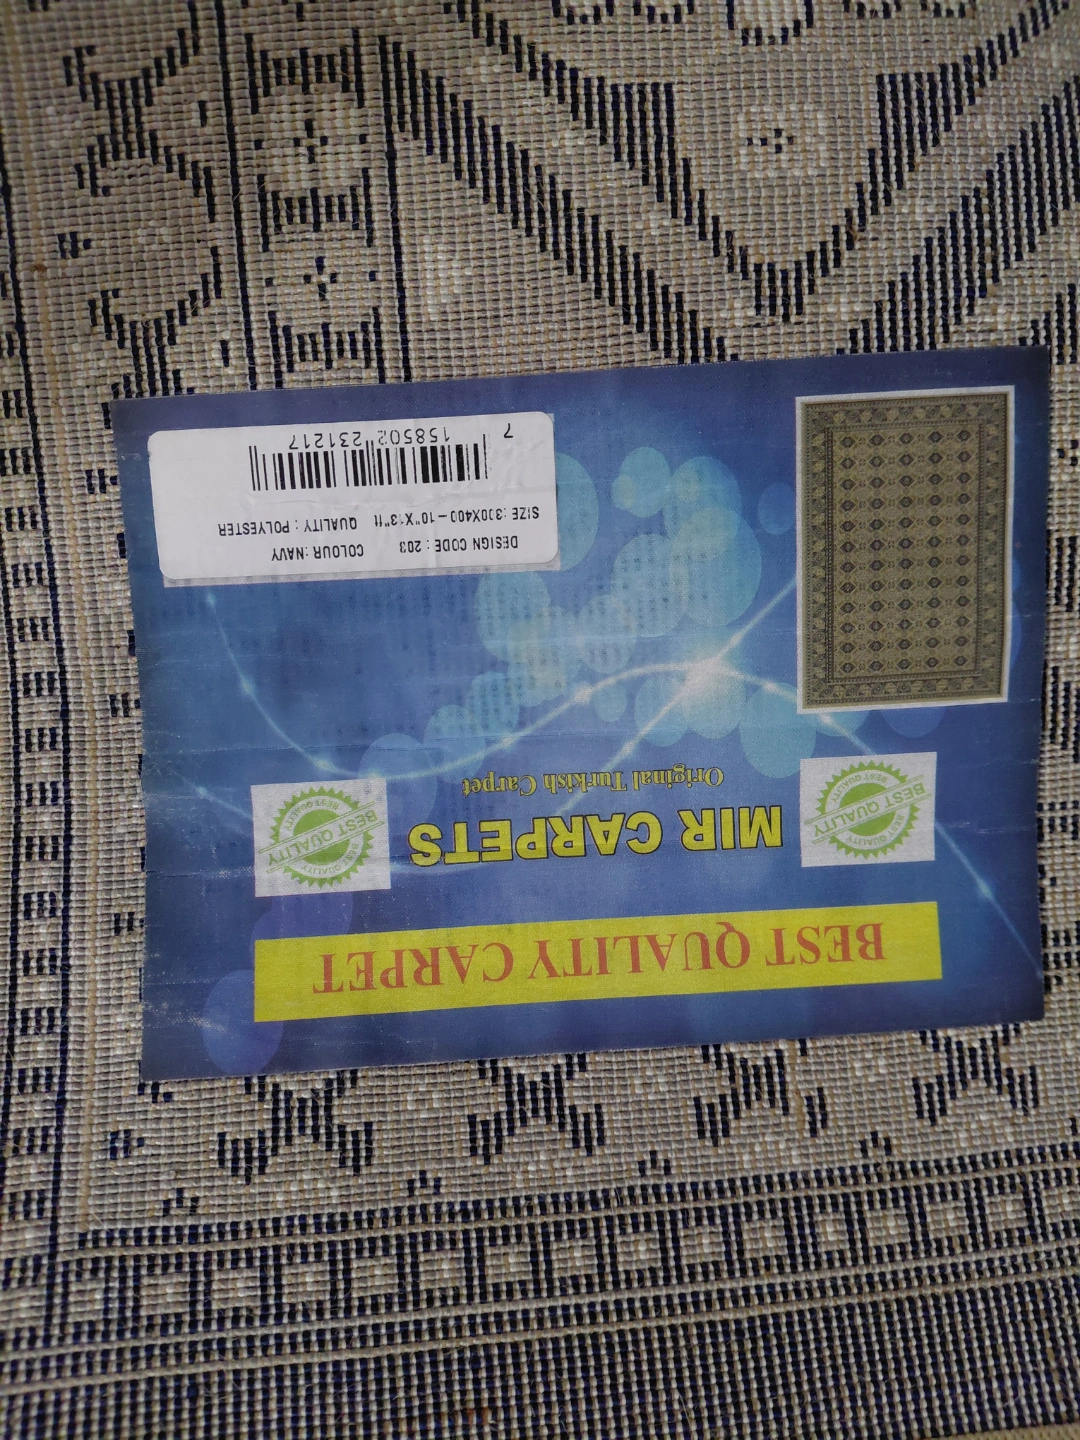 BEST QUALITY CARPET
BEST QUALITY
MIR CARPETS
BEST QUALITY
Original Turkish Carpet
DESIGN CODE : 203 COLOUR : NAVY
SIZE :300X400-10"X13"ft QUALITY : POLYESTER
7 158502 231217